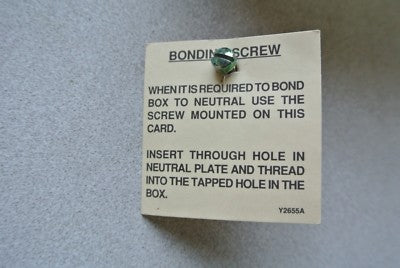 BONDING SCREW
WHEN IT IS REQUIRED TO BOND
BOX TO NEUTRAL USE THE
SCREW MOUNTED ON THIS
CARD.
INSERT THROUGH HOLE IN
NEUTRAL PLATE AND THREAD
INTO THE TAPPED HOLE IN THE
BOX.
Y2655A